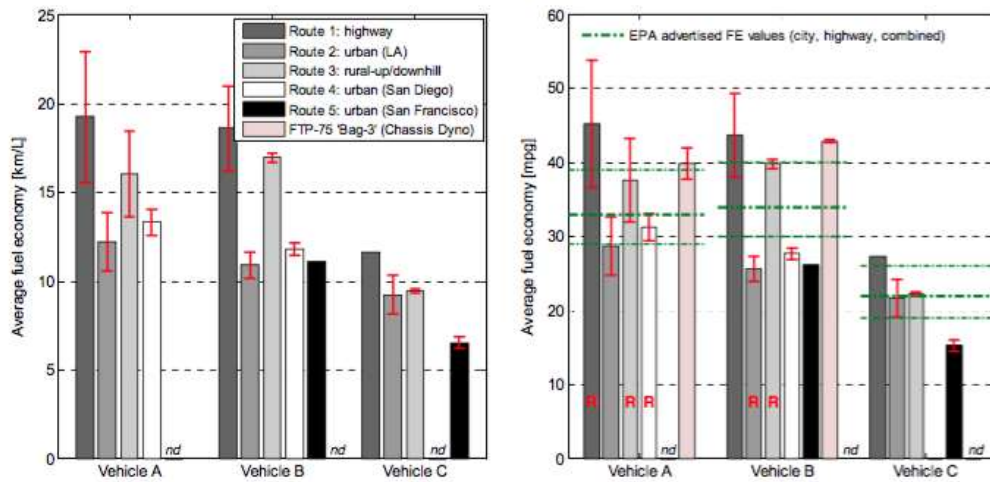 Average fuel economy [km/L]
25
20
15
10
5
0
Route 1: highway
Route 2: urban (LA)
Route 3: rural-up/downhill
Route 4: urban (San Diego)
Route 5: urban (San Francisco)
FTP-75 'Bag-3' (Chassis Dyno)
nd
nd
nd
nd
Vehicle A
Vehicle B
Vehicle C
Average fuel economy [mpg]
60
50
40
30
20
10
0
EPA advertised FE values (city, highway, combined)
R
R
R
R
R
nd
nd
nd
nd
Vehicle A
Vehicle B
Vehicle C